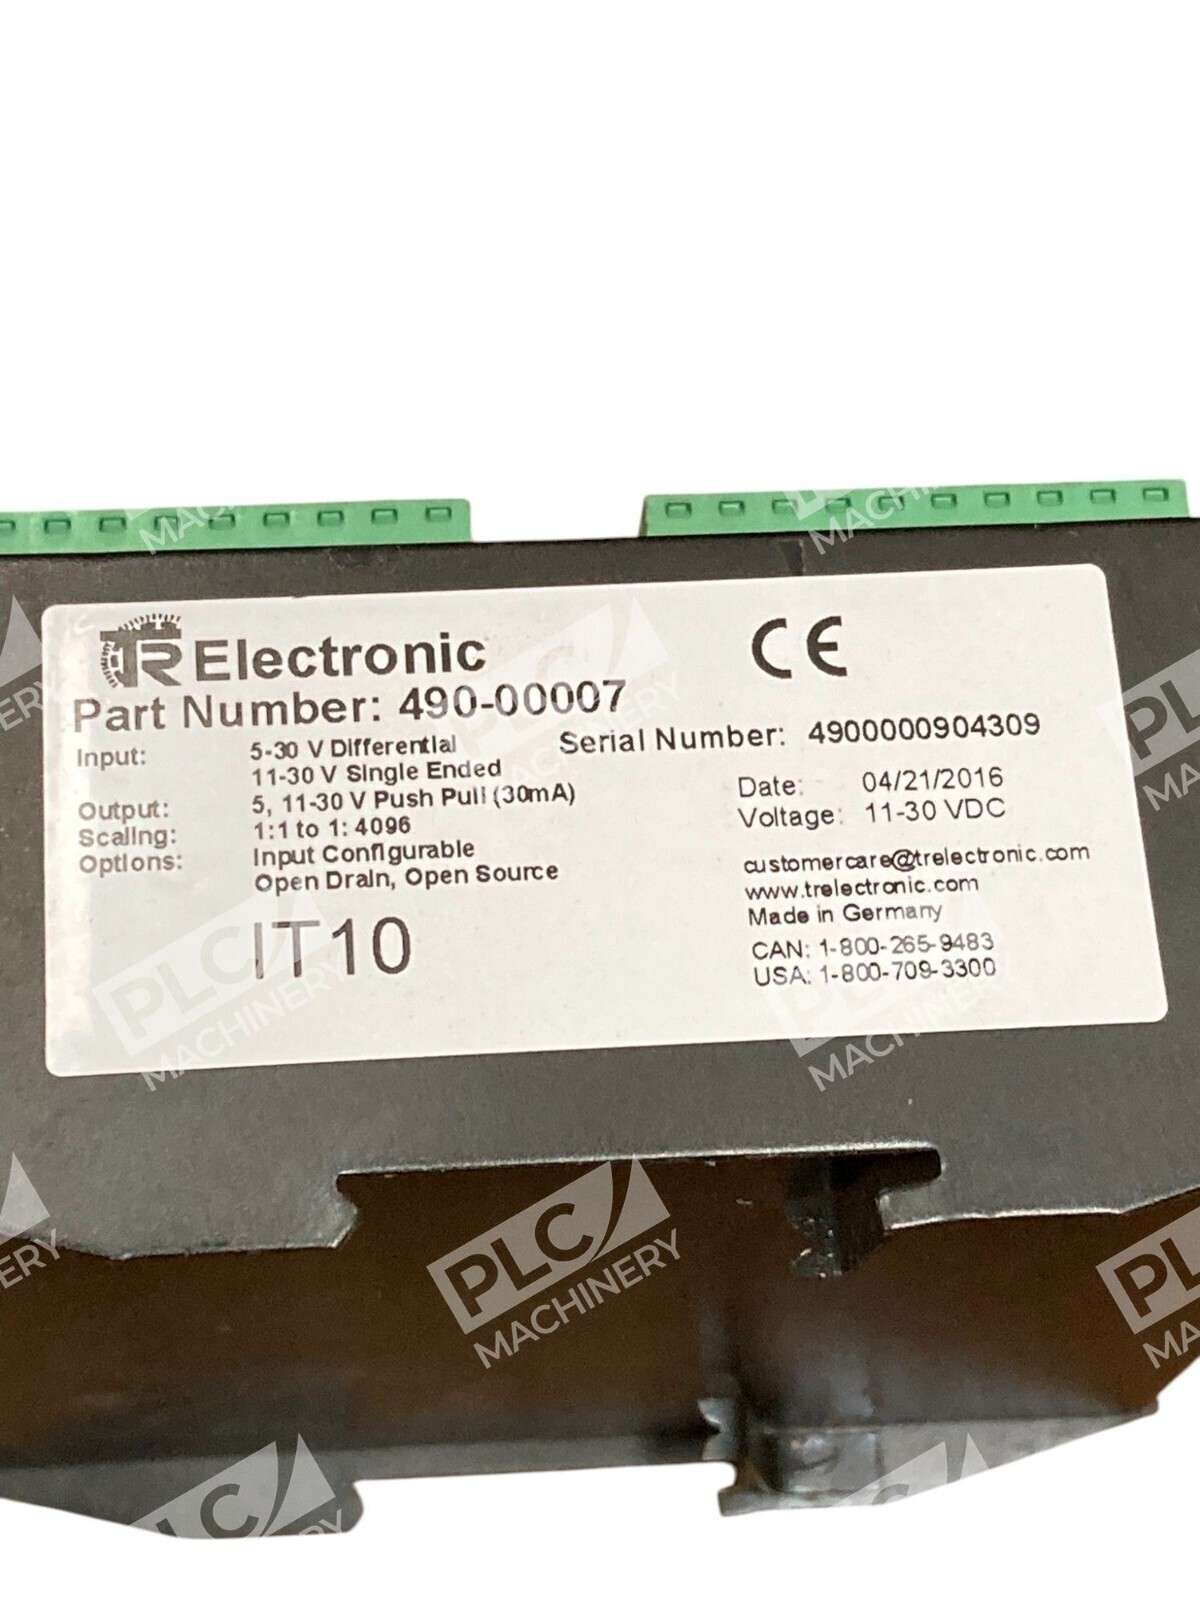 TR Electronic
CE
Part Number: 490-00007
Serial Number: 4900000904309
Input: 5-30 V Differential
11-30 V Single Ended
Output: 5, 11-30 V Push Pull (30mA)
Scaling: 1:1 to 1: 4096
Options: Input Configurable
Open Drain, Open Source
IT10
Date: 04/21/2016
Voltage: 11-30 VDC
customercare@trelectronic.com
www.trelectronic.com
Made in Germany
CAN: 1-800-265-9483
USA: 1-800-709-3300
PLC
MACHINERY